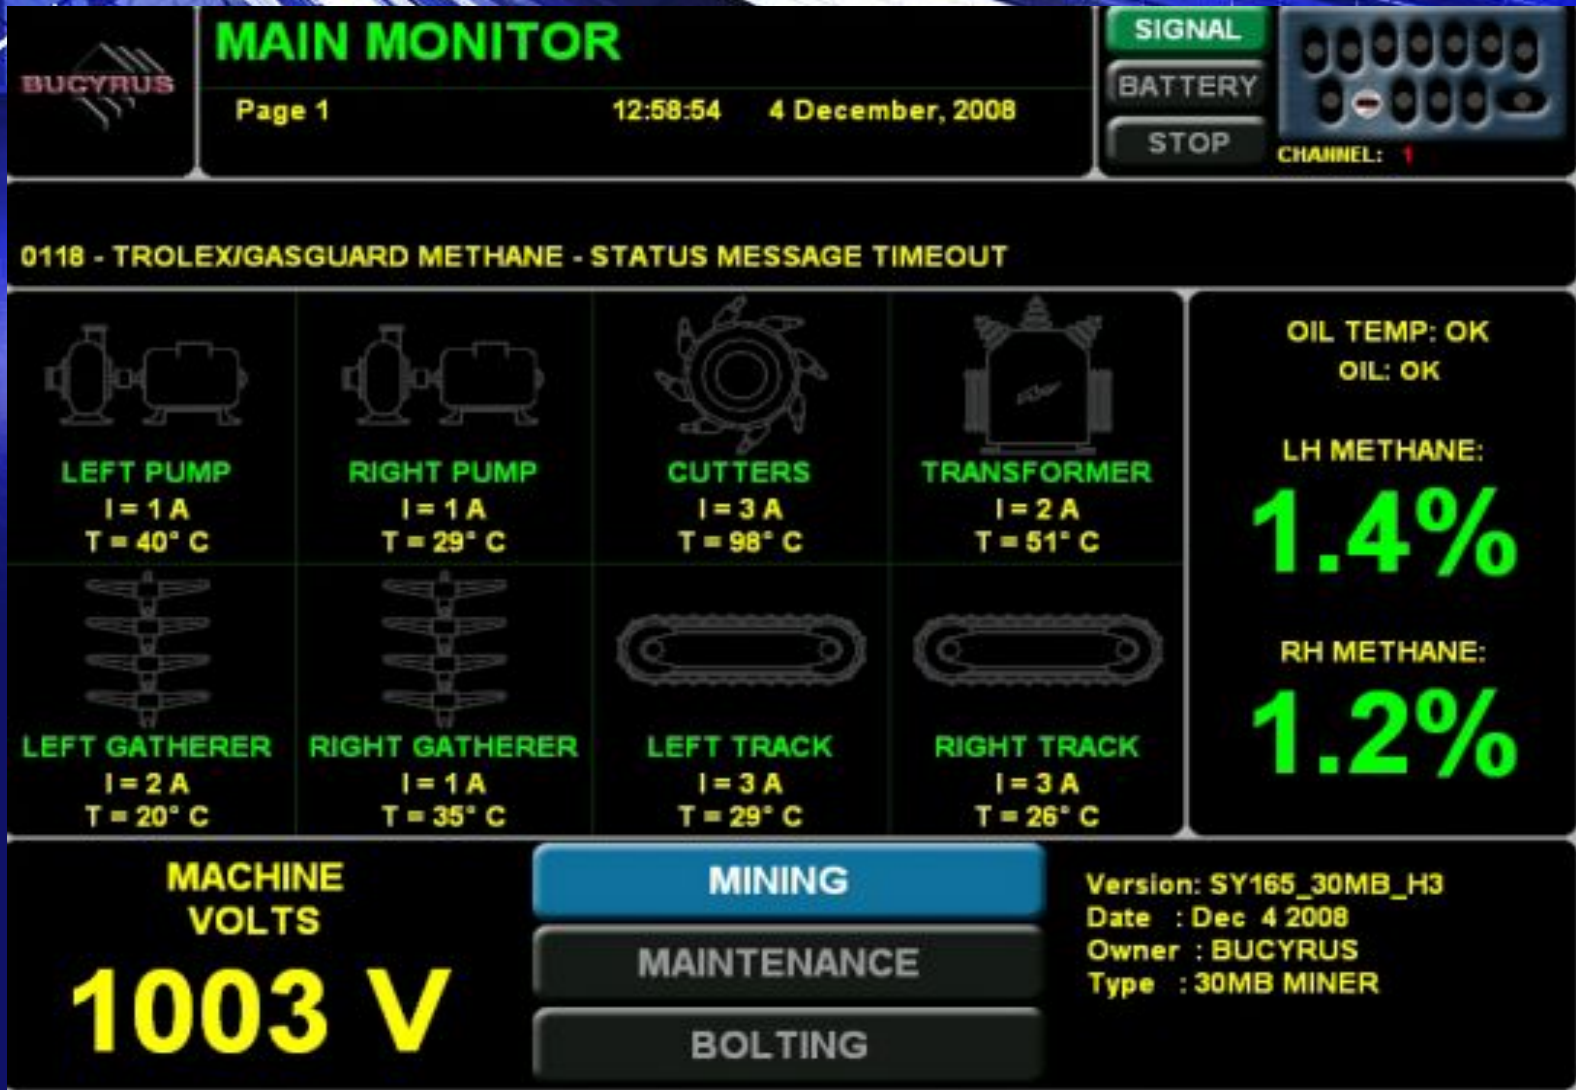 BUCYRUS
MAIN MONITOR
Page 1 12:58:54 4 December, 2008
SIGNAL
BATTERY
STOP
CHANNEL: 1
0118 - TROLEX/GASGUARD METHANE - STATUS MESSAGE TIMEOUT
LEFT PUMP
I = 1 A
T = 40° C
RIGHT PUMP
I = 1 A
T = 29° C
CUTTERS
I = 3 A
T = 98° C
TRANSFORMER
I = 2 A
T = 51° C
LEFT GATHERER
I = 2 A
T = 20° C
RIGHT GATHERER
I = 1 A
T = 35° C
LEFT TRACK
I = 3 A
T = 29° C
RIGHT TRACK
I = 3 A
T = 26° C
OIL TEMP: OK
OIL: OK
LH METHANE:
1.4%
RH METHANE:
1.2%
MACHINE
VOLTS
1003 V
MINING
MAINTENANCE
BOLTING
Version: SY165_30MB_H3
Date : Dec 4 2008
Owner : BUCYRUS
Type : 30MB MINER